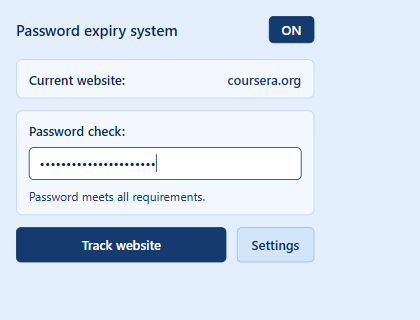 Password expiry system
ON
Current website: coursera.org
Password check:
••••••••••••••••••••••
Password meets all requirements.
Track website
Settings